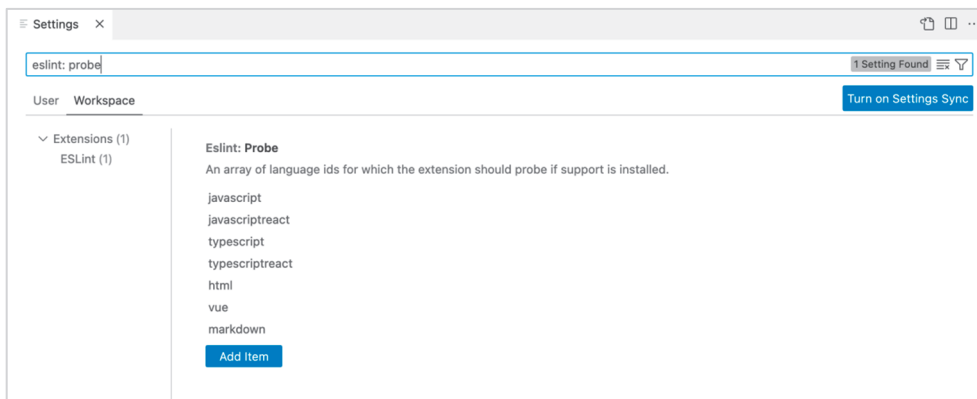 Settings
eslint: probe
1 Setting Found
User Workspace
Turn on Settings Sync
Extensions (1)
ESLint (1)
Eslint: Probe
An array of language ids for which the extension should probe if support is installed.
javascript
javascriptreact
typescript
typescriptreact
html
vue
markdown
Add Item